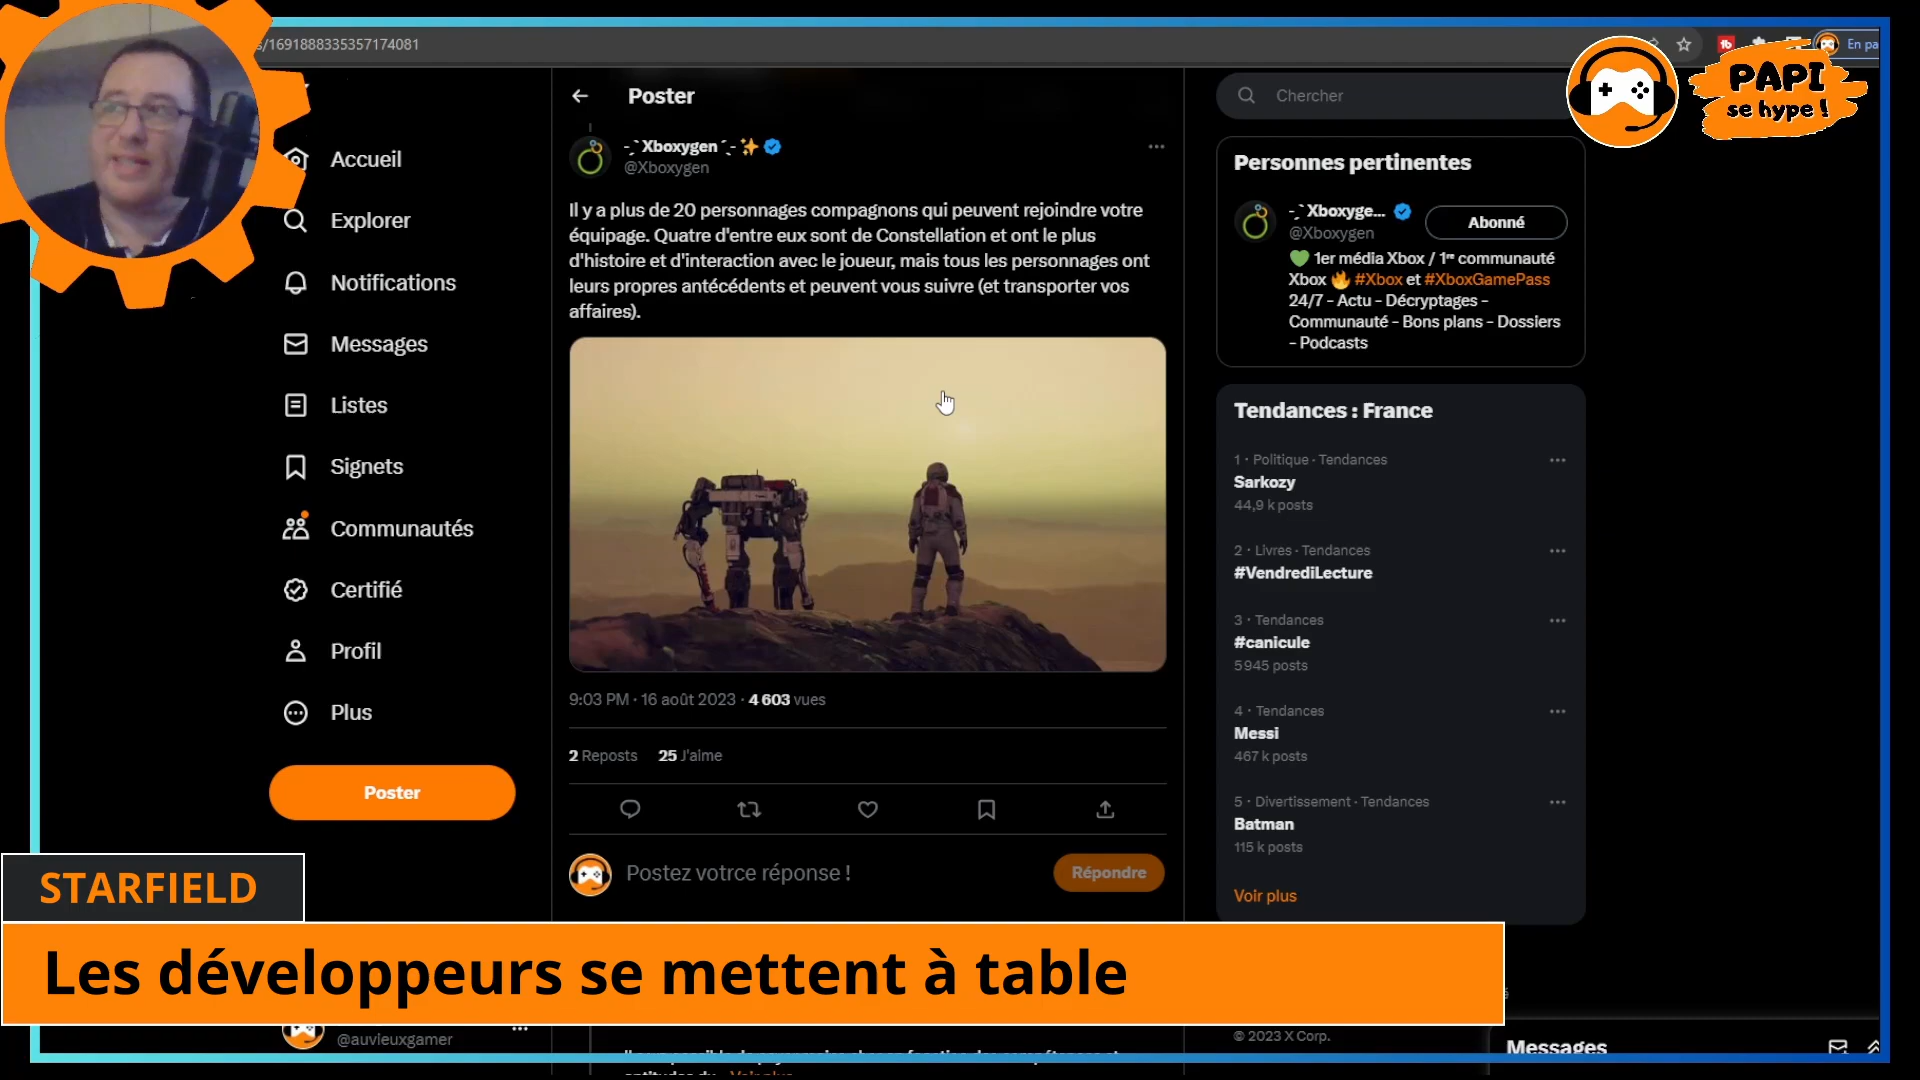 /1691888335357174081
En pa
PAPI
se hype !
Accueil
Explorer
Notifications
Messages
Listes
Signets
Communautés
Certifié
Profil
Plus
Poster
@auvieuxgamer
Poster
Xboxygen
@Xboxygen
Il y a plus de 20 personnages compagnons qui peuvent rejoindre votre
équipage. Quatre d'entre eux sont de Constellation et ont le plus
d'histoire et d'interaction avec le joueur, mais tous les personnages ont
leurs propres antécédents et peuvent vous suivre (et transporter vos
affaires).
9:03 PM · 16 août 2023 · 4 603 vues
2 Reposts 25 J'aime
Postez votrce réponse !
Répondre
Chercher
Personnes pertinentes
Xboxyge...
@Xboxygen
Abonné
💚 1er média Xbox / 1re communauté
Xbox 🔥 #Xbox et #XboxGamePass
24/7 - Actu - Décryptages -
Communauté - Bons plans - Dossiers
- Podcasts
Tendances : France
1 · Politique · Tendances
Sarkozy
44,9 k posts
2 · Livres · Tendances
#VendrediLecture
3 · Tendances
#canicule
5 945 posts
4 · Tendances
Messi
467 k posts
5 · Divertissement · Tendances
Batman
115 k posts
Voir plus
© 2023 X Corp.
Messages
STARFIELD
Les développeurs se mettent à table